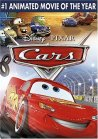 #1 ANIMATED MOVIE OF THE YEAR
Disney PIXAR
Cars